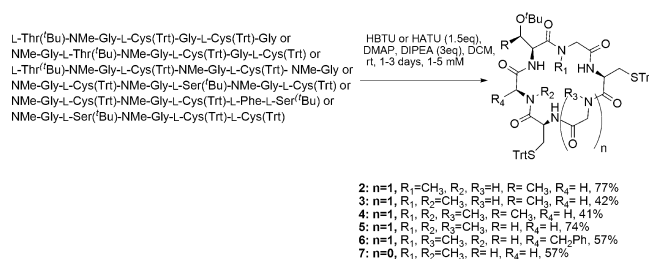 L-Thr(ᵗBu)-NMe-Gly-L-Cys(Trt)-Gly-L-Cys(Trt)-Gly or
NMe-Gly-L-Thr(ᵗBu)-NMe-Gly-L-Cys(Trt)-Gly-L-Cys(Trt) or
L-Thr(ᵗBu)-NMe-Gly-L-Cys(Trt)-NMe-Gly-L-Cys(Trt)- NMe-Gly or
NMe-Gly-L-Cys(Trt)-NMe-Gly-L-Ser(ᵗBu)-NMe-Gly-L-Cys(Trt) or
NMe-Gly-L-Cys(Trt)-NMe-Gly-L-Cys(Trt)-L-Phe-L-Ser(ᵗBu) or
NMe-Gly-L-Ser(ᵗBu)-NMe-Gly-L-Cys(Trt)-L-Cys(Trt)
HBTU or HATU (1.5eq)
DMAP, DIPEA (3eq), DCM,
rt, 1-3 days, 1-5 mM
OᵗBu
R
O
N
R₁
O
NH
HN
STrt
O
O
R₄
N
R₂
R₃
N
O
HN
O
TrtS
n
2: n=1, R₁=CH₃, R₂, R₃=H, R= CH₃, R₄= H, 77%
3: n=1, R₁, R₂=CH₃, R₃=H, R= CH₃, R₄= H, 42%
4: n=1, R₁, R₂, R₃=CH₃, R= CH₃, R₄= H, 41%
5: n=1, R₁, R₂, R₃=CH₃, R= H, R₄= H, 74%
6: n=1, R₁, R₃=CH₃, R₂, R= H, R₄= CH₂Ph, 57%
7: n=0, R₁, R₂=CH₃, R= H, R₄= H, 57%